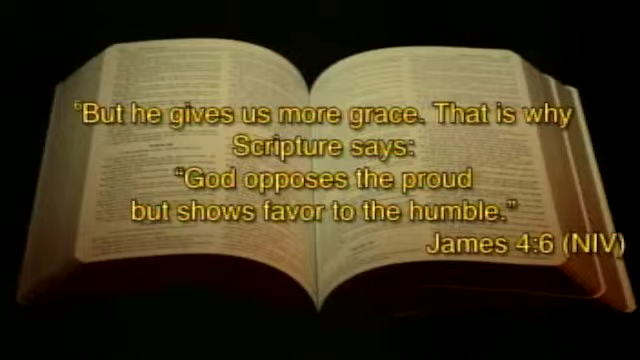 ⁶But he gives us more grace. That is why
Scripture says:
“God opposes the proud
but shows favor to the humble.”
James 4:6 (NIV)